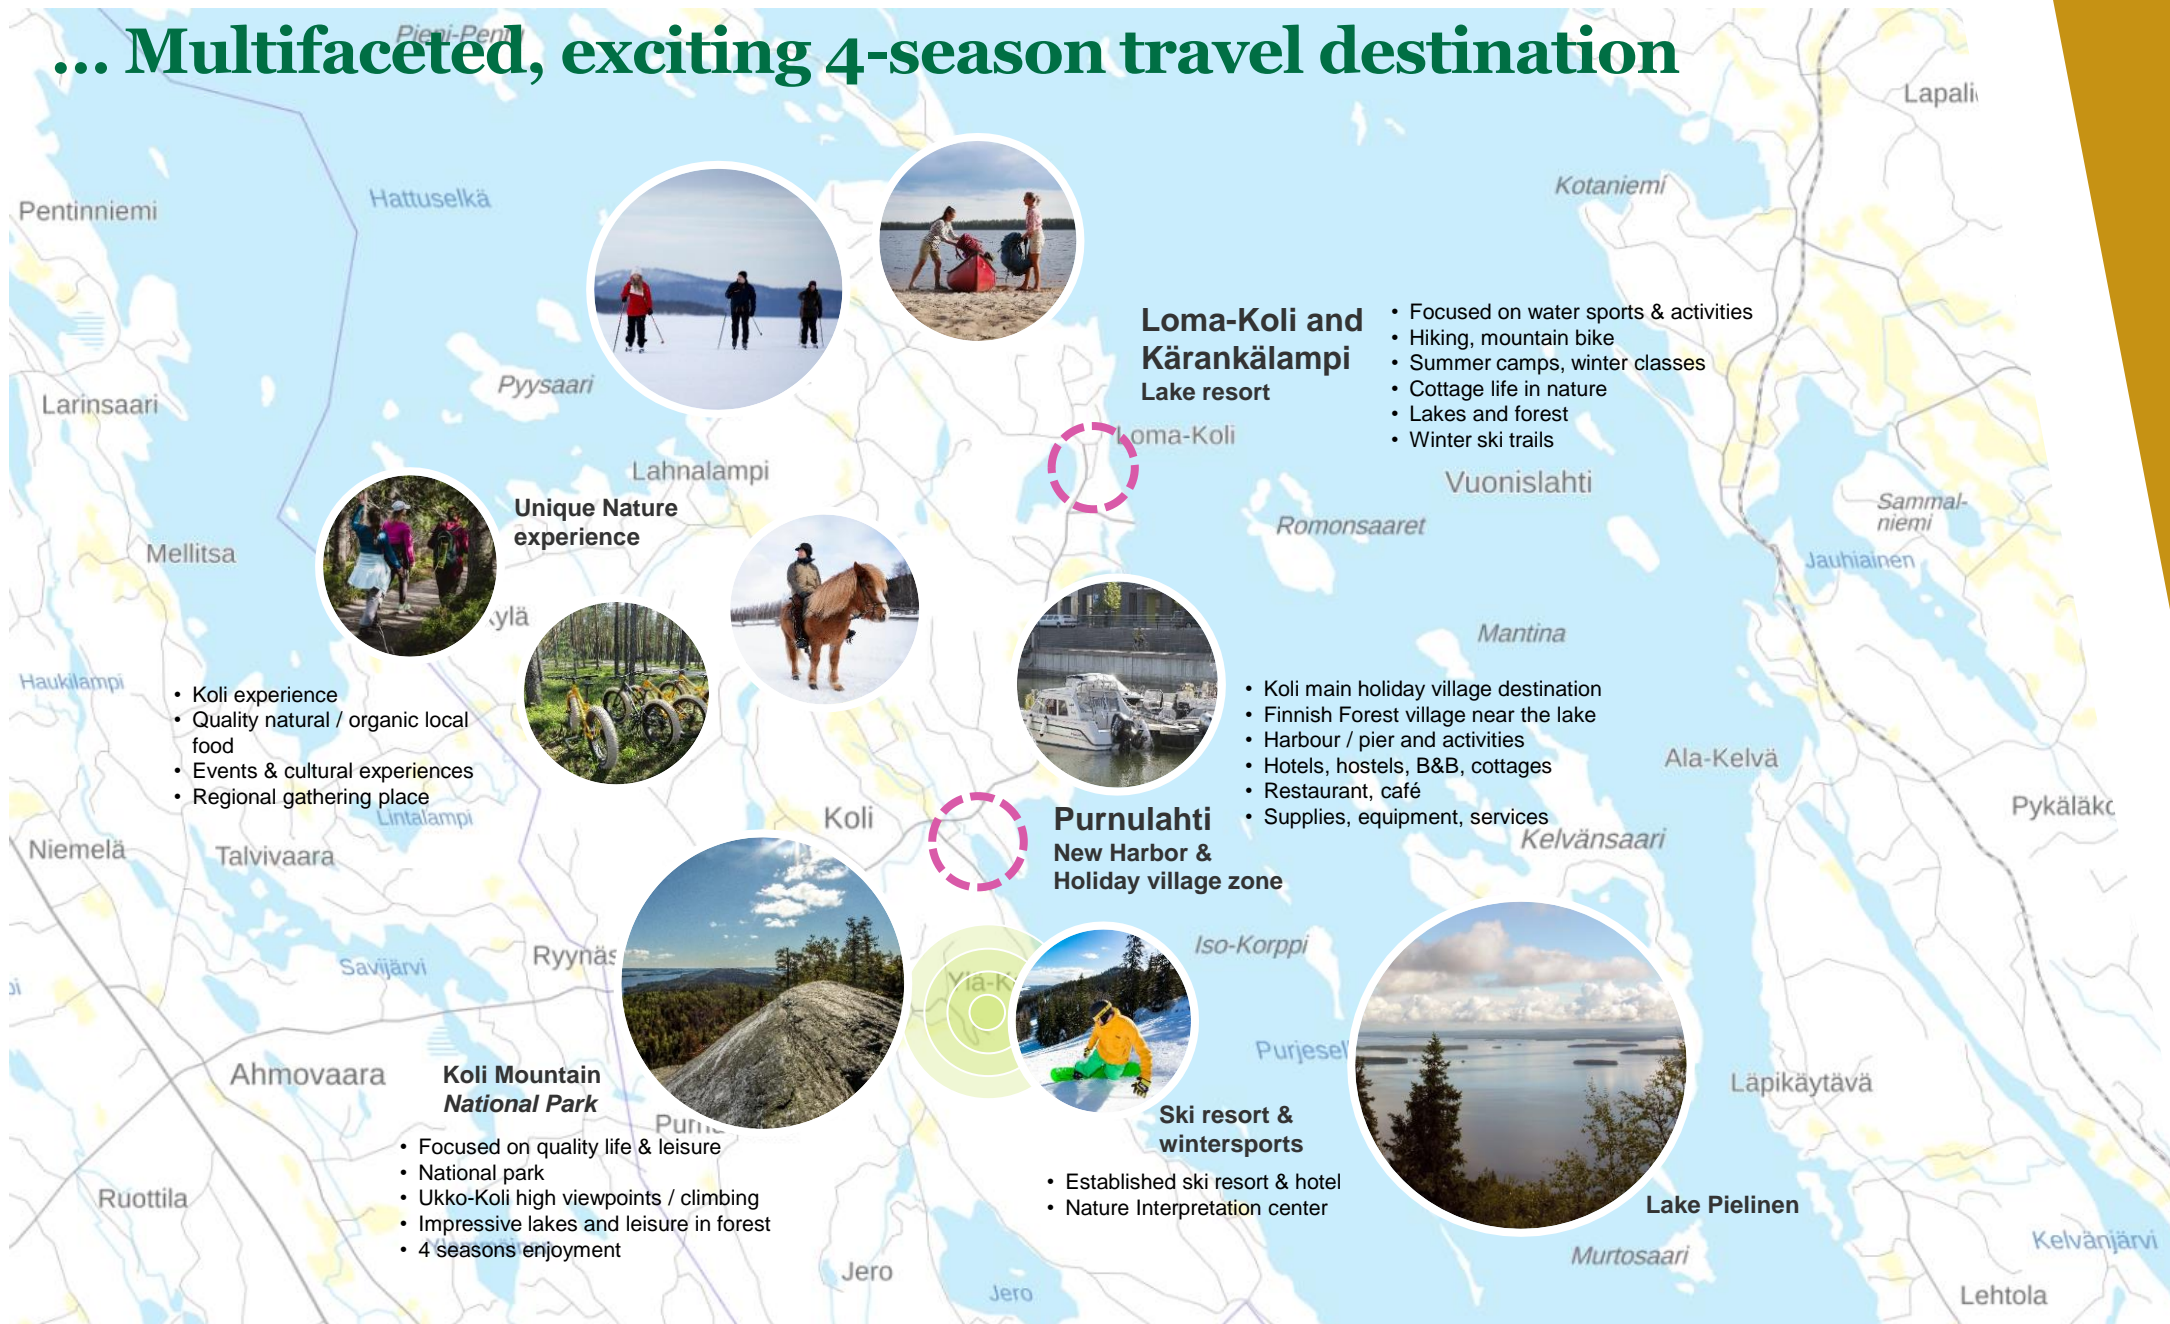 ... Multifaceted, exciting 4-season travel destination
Lapali
Kotaniemi
Pentinniemi
Hattuselkä
Loma-Koli and
Kärankälampi
Lake resort
• Focused on water sports & activities
• Hiking, mountain bike
• Summer camps, winter classes
• Cottage life in nature
• Lakes and forest
• Winter ski trails
Pyysaari
Larinsaari
Loma-Koli
Lahnalampi
Vuonislahti
Sammal-
niemi
Romonsaaret
Unique Nature
experience
Mellitsa
Jauhiainen
ylä
Mantina
Haukilampi
• Koli experience
• Quality natural / organic local
food
• Events & cultural experiences
• Regional gathering place
Lintalampi
• Koli main holiday village destination
• Finnish Forest village near the lake
• Harbour / pier and activities
• Hotels, hostels, B&B, cottages
• Restaurant, café
• Supplies, equipment, services
Ala-Kelvä
Pykäläko
Koli
Purnulahti
New Harbor &
Holiday village zone
Kelvänsaari
Niemelä
Talvivaara
Ryynäs
Savijärvi
Iso-Korppi
Ylä-K
Purjesel
Ahmovaara
Koli Mountain
National Park
Läpikäytävä
• Focused on quality life & leisure
• National park
• Ukko-Koli high viewpoints / climbing
• Impressive lakes and leisure in forest
• 4 seasons enjoyment
Ski resort &
wintersports
• Established ski resort & hotel
• Nature Interpretation center
Ruottila
Lake Pielinen
Kelvänjärvi
Murtosaari
Jero
Jero
Lehtola